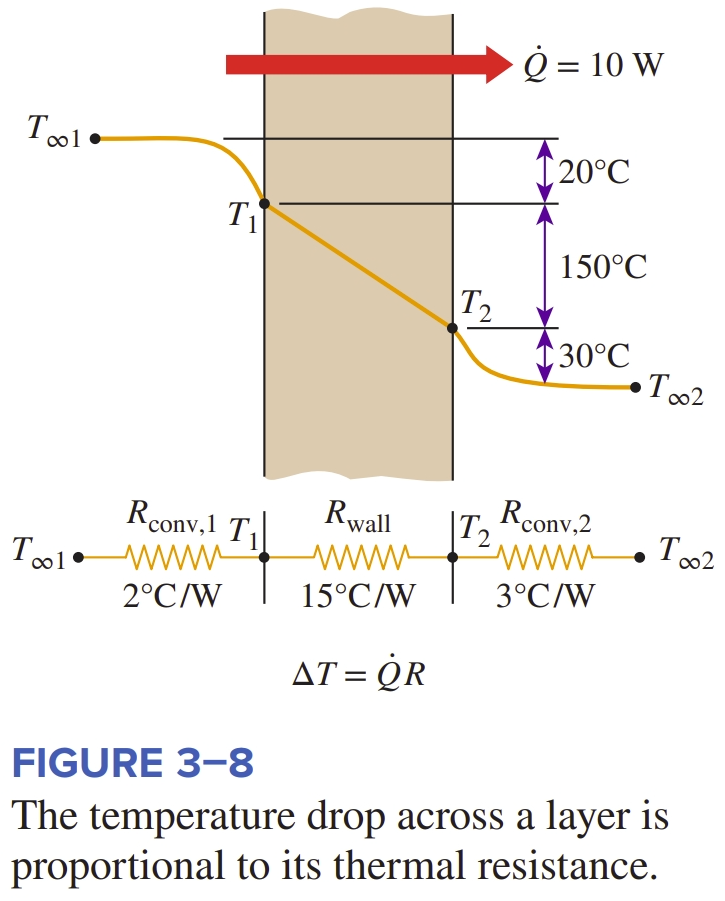 Q̇ = 10 W
T∞1
20°C
T1
150°C
T2
30°C
T∞2
Rconv,1
T1
Rwall
T2
Rconv,2
T∞1
T∞2
2°C/W
15°C/W
3°C/W
ΔT = Q̇R
FIGURE 3–8
The temperature drop across a layer is
proportional to its thermal resistance.